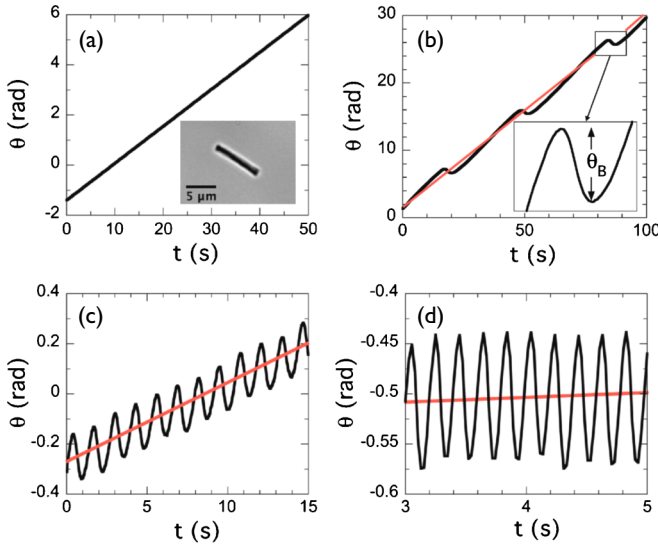 (a)
θ (rad)
6
4
2
0
-2
5 μm
0 10 20 30 40 50
t (s)
(b)
θ (rad)
30
20
10
0
θB
0 50 100
t (s)
(c)
θ (rad)
0.4
0.2
0
-0.2
-0.4
0 5 10 15
t (s)
(d)
θ (rad)
-0.4
-0.45
-0.5
-0.55
-0.6
3 4 5
t (s)